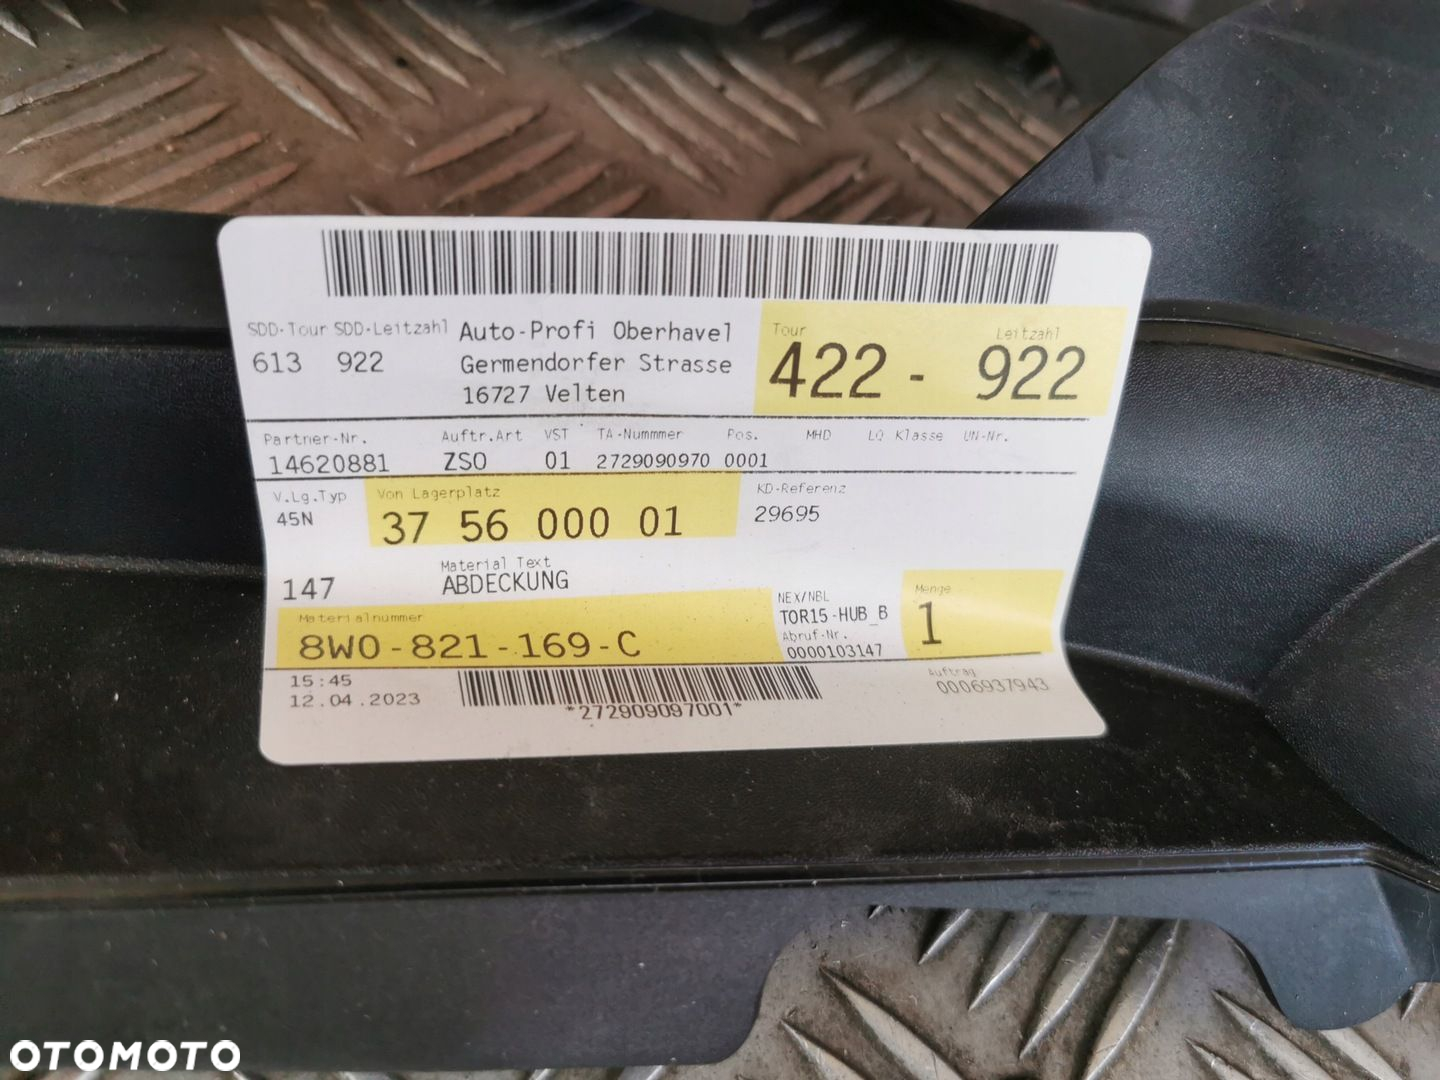 SDD-Tour SDD-Leitzahl Auto-Profi Oberhavel Tour Leitzahl
613 922 Germendorfer Strasse 422 - 922
16727 Velten
Partner-Nr. Auftr.Art VST TA-Nummmer Pos. MHD LQ Klasse UN-Nr.
14620881 ZSO 01 2729090970 0001
V.Lg.Typ Von Lagerplatz KD-Referenz
45N 37 56 000 01 29695
Material Text
147 ABDECKUNG
NEX/NBL Menge
Materialnummer TOR15-HUB_B 1
8W0-821-169-C Abruf-Nr.
0000103147
15:45 Auftrag
12.04.2023 0006937943
*272909097001*
OTOMOTO